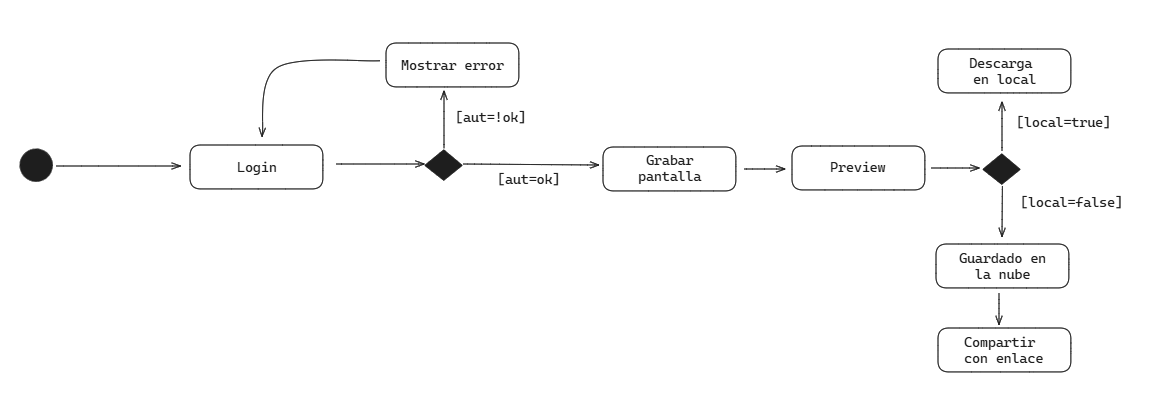 Mostrar error
[aut=!ok]
Login
[aut=ok]
Grabar
pantalla
Preview
Descarga
en local
[local=true]
[local=false]
Guardado en
la nube
Compartir
con enlace